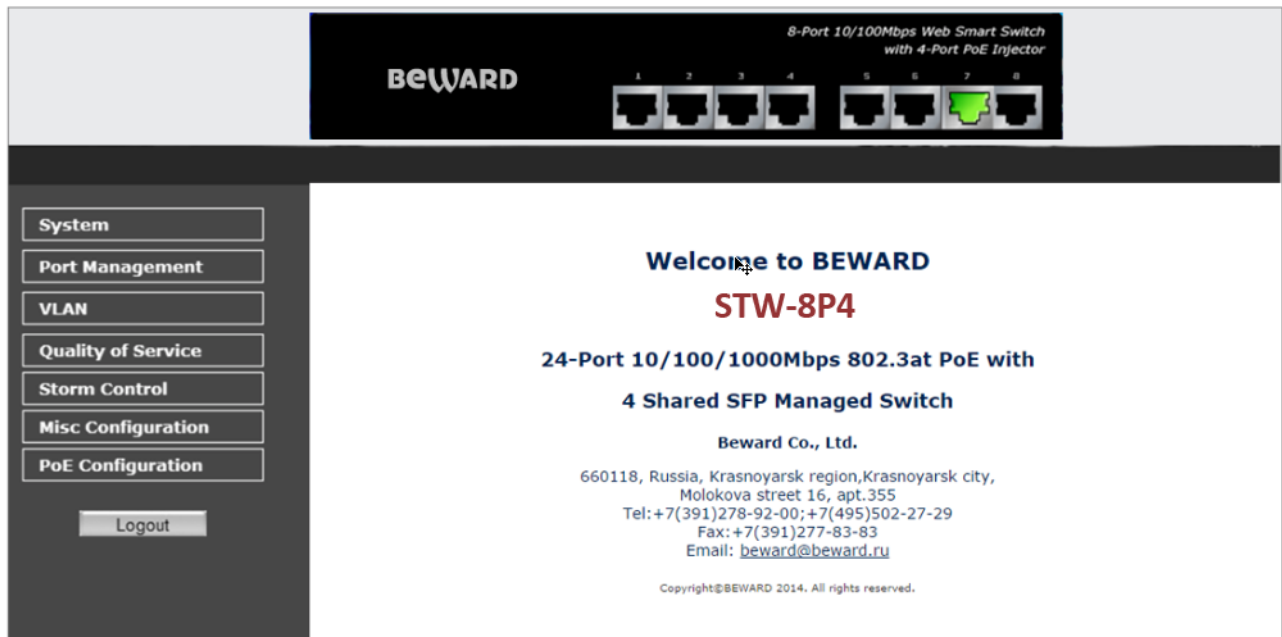 8-Port 10/100Mbps Web Smart Switch
with 4-Port PoE Injector
BEWARD
1 2 3 4 5 6 7 8
System
Port Management
VLAN
Quality of Service
Storm Control
Misc Configuration
PoE Configuration
Logout
Welcome to BEWARD
STW-8P4
24-Port 10/100/1000Mbps 802.3at PoE with
4 Shared SFP Managed Switch
Beward Co., Ltd.
660118, Russia, Krasnoyarsk region,Krasnoyarsk city,
Molokova street 16, apt.355
Tel:+7(391)278-92-00;+7(495)502-27-29
Fax:+7(391)277-83-83
Email: beward@beward.ru
Copyright©BEWARD 2014. All rights reserved.